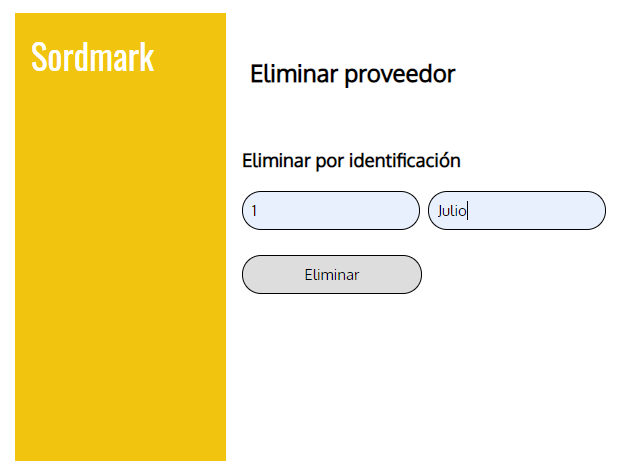 Sordmark
Eliminar proveedor
Eliminar por identificación
1 Julio
Eliminar